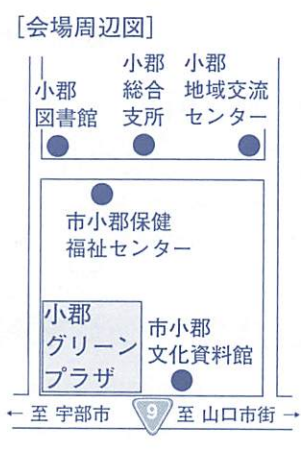 [会場周辺図]
小郡
図書館
小郡
総合
支所
小郡
地域交流
センター
市小郡保健
福祉センター
小郡
グリーン
プラザ
市小郡
文化資料館
← 至 宇部市
9
至 山口市街 →